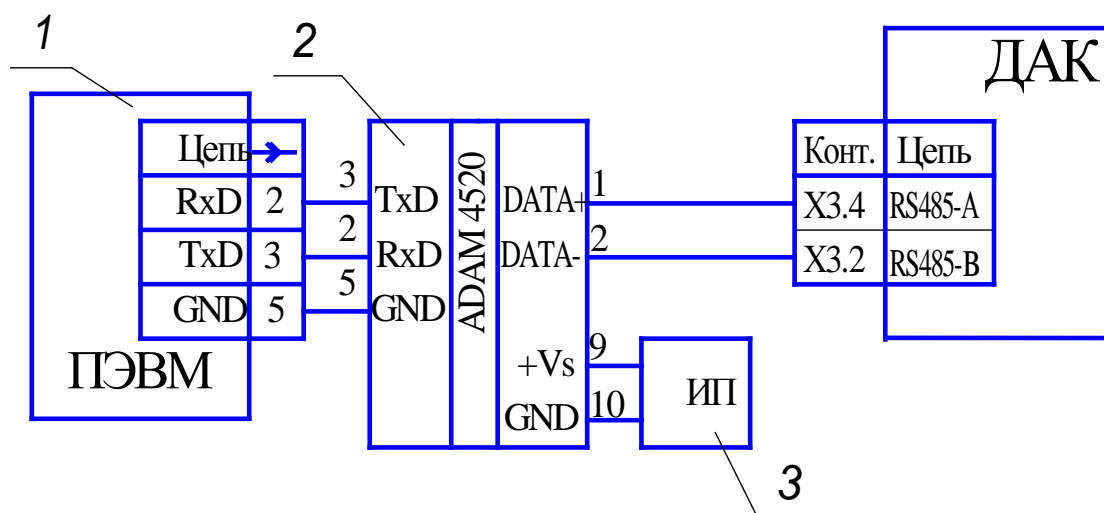 1
2
ДАК
Цепь
RxD 2
TxD 3
GND 5
ПЭВМ
3 TxD
2 RxD
5 GND
ADAM 4520
DATA+ 1
DATA- 2
+Vs 9
GND 10
ИП
3
Конт. Цепь
X3.4 RS485-A
X3.2 RS485-B